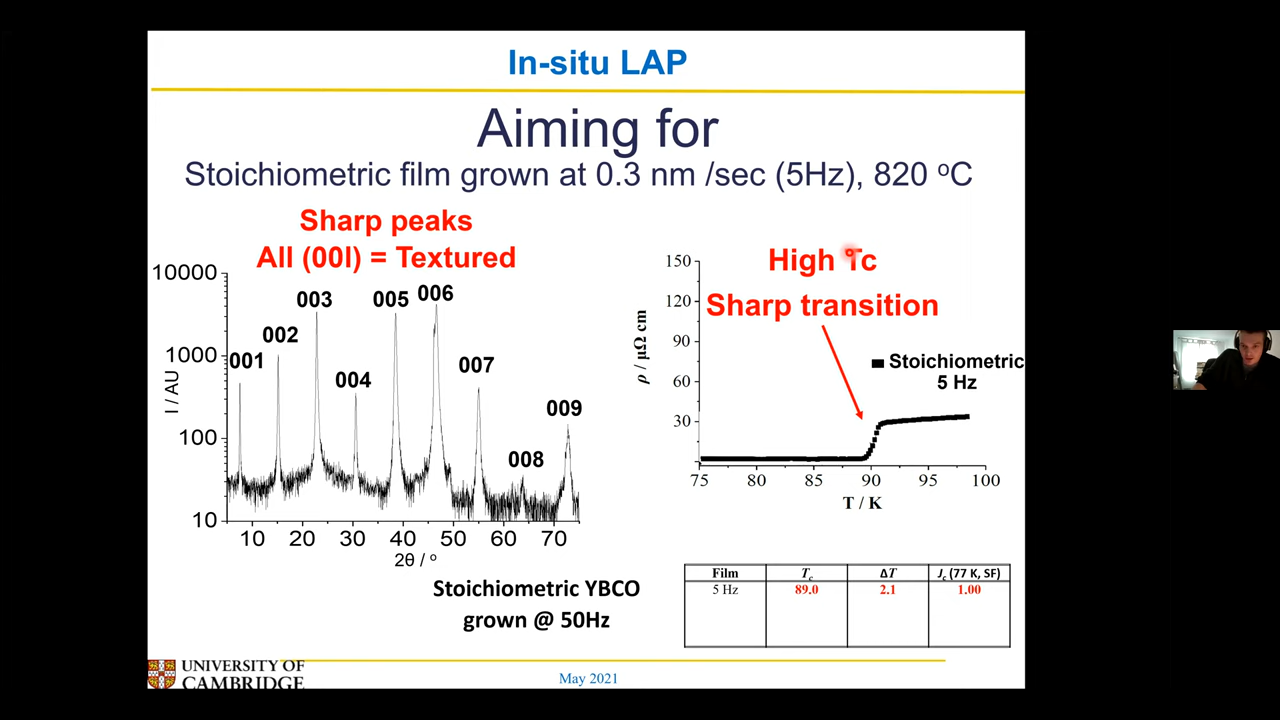 In-situ LAP
Aiming for
Stoichiometric film grown at 0.3 nm /sec (5Hz), 820 ºC
Sharp peaks
All (00l) = Textured
10000
1000
100
10
I / AU
001
002
003
004
005
006
007
008
009
10 20 30 40 50 60 70
2θ / º
Stoichiometric YBCO
grown @ 50Hz
High Tc
Sharp transition
150
120
90
60
30
ρ / μΩ cm
Stoichiometric
5 Hz
75 80 85 90 95 100
T / K
Film Tc ΔT Jc (77 K, SF)
5 Hz 89.0 2.1 1.00
UNIVERSITY OF
CAMBRIDGE
May 2021